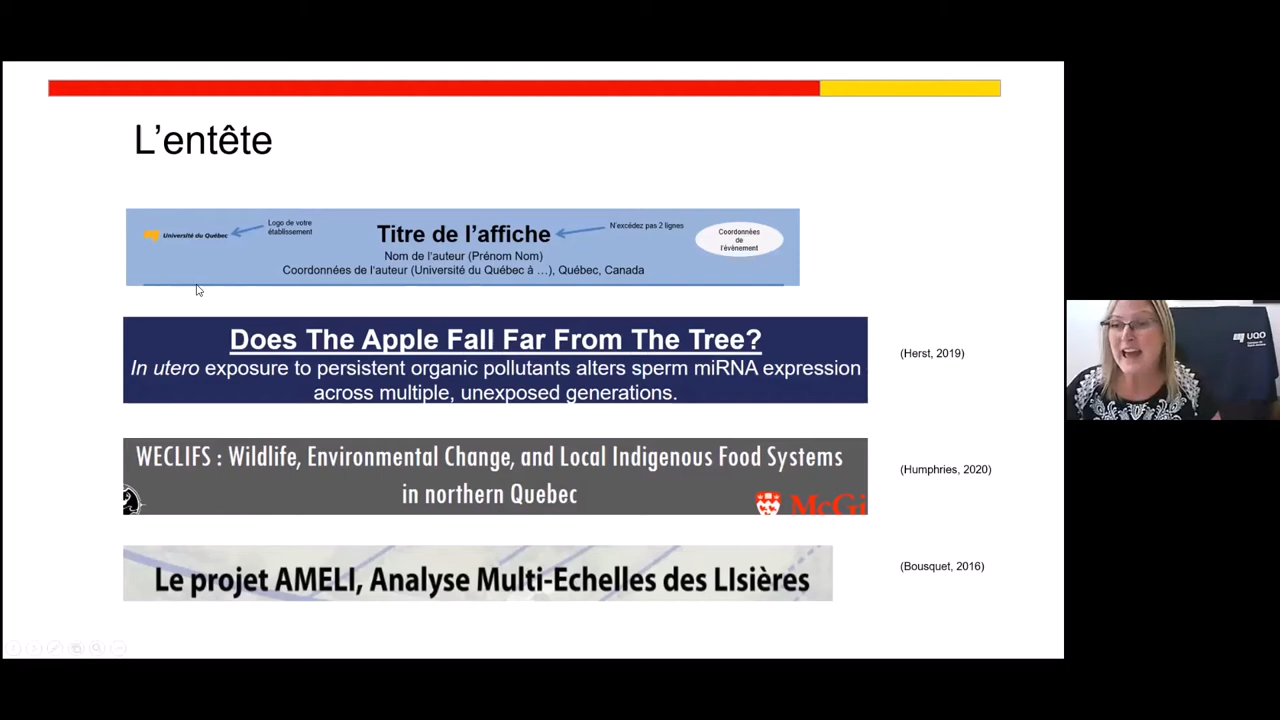 L'entête
Université du Québec
Logo de votre
établissement
Titre de l'affiche
N'excédez pas 2 lignes
Coordonnées
de
l'événement
Nom de l'auteur (Prénom Nom)
Coordonnées de l'auteur (Université du Québec à …), Québec, Canada
Does The Apple Fall Far From The Tree?
In utero exposure to persistent organic pollutants alters sperm miRNA expression
across multiple, unexposed generations.
(Herst, 2019)
WECLIFS : Wildlife, Environmental Change, and Local Indigenous Food Systems
in northern Quebec
McGi
(Humphries, 2020)
Le projet AMELI, Analyse Multi-Echelles des LIsières
(Bousquet, 2016)
UQO